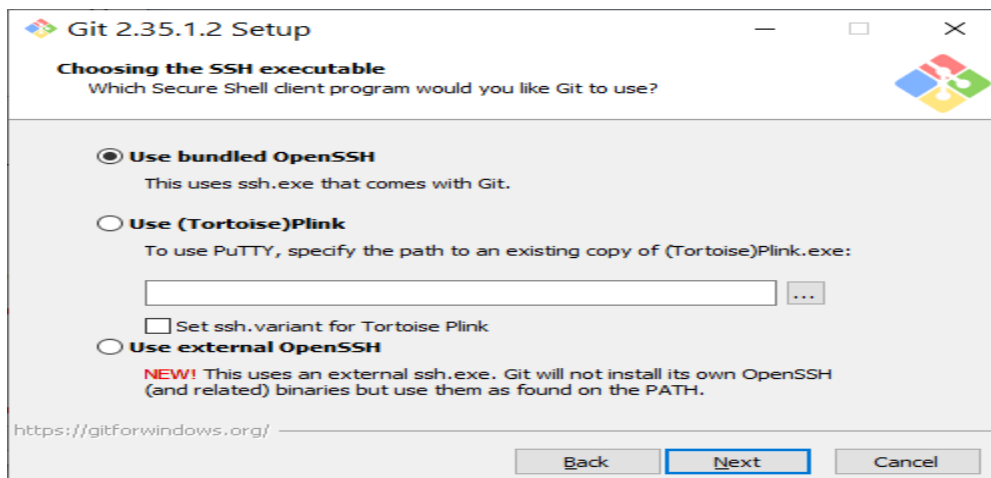 Git 2.35.1.2 Setup
Choosing the SSH executable
Which Secure Shell client program would you like Git to use?
Use bundled OpenSSH
This uses ssh.exe that comes with Git.
Use (Tortoise)Plink
To use PuTTY, specify the path to an existing copy of (Tortoise)Plink.exe:
...
Set ssh.variant for Tortoise Plink
Use external OpenSSH
NEW! This uses an external ssh.exe. Git will not install its own OpenSSH
(and related) binaries but use them as found on the PATH.
https://gitforwindows.org/
Back Next Cancel